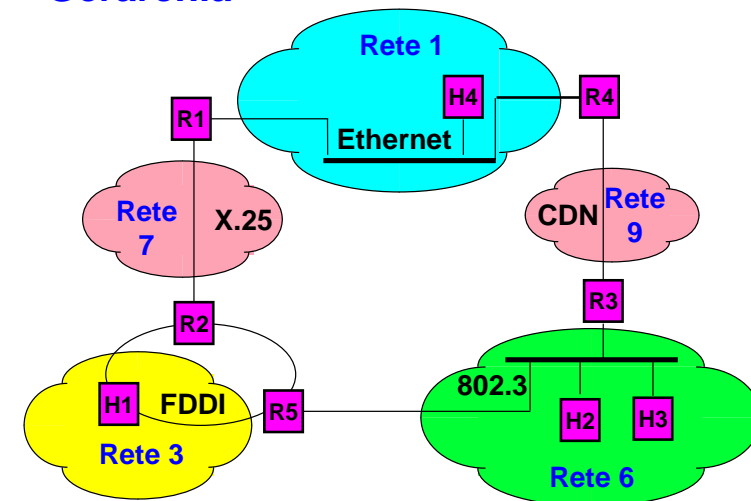 Rete 1
H4
R4
R1
Ethernet
Rete
7
X.25
CDN
Rete
9
R3
R2
802.3
H1
FDDI
R5
H2
H3
Rete 3
Rete 6